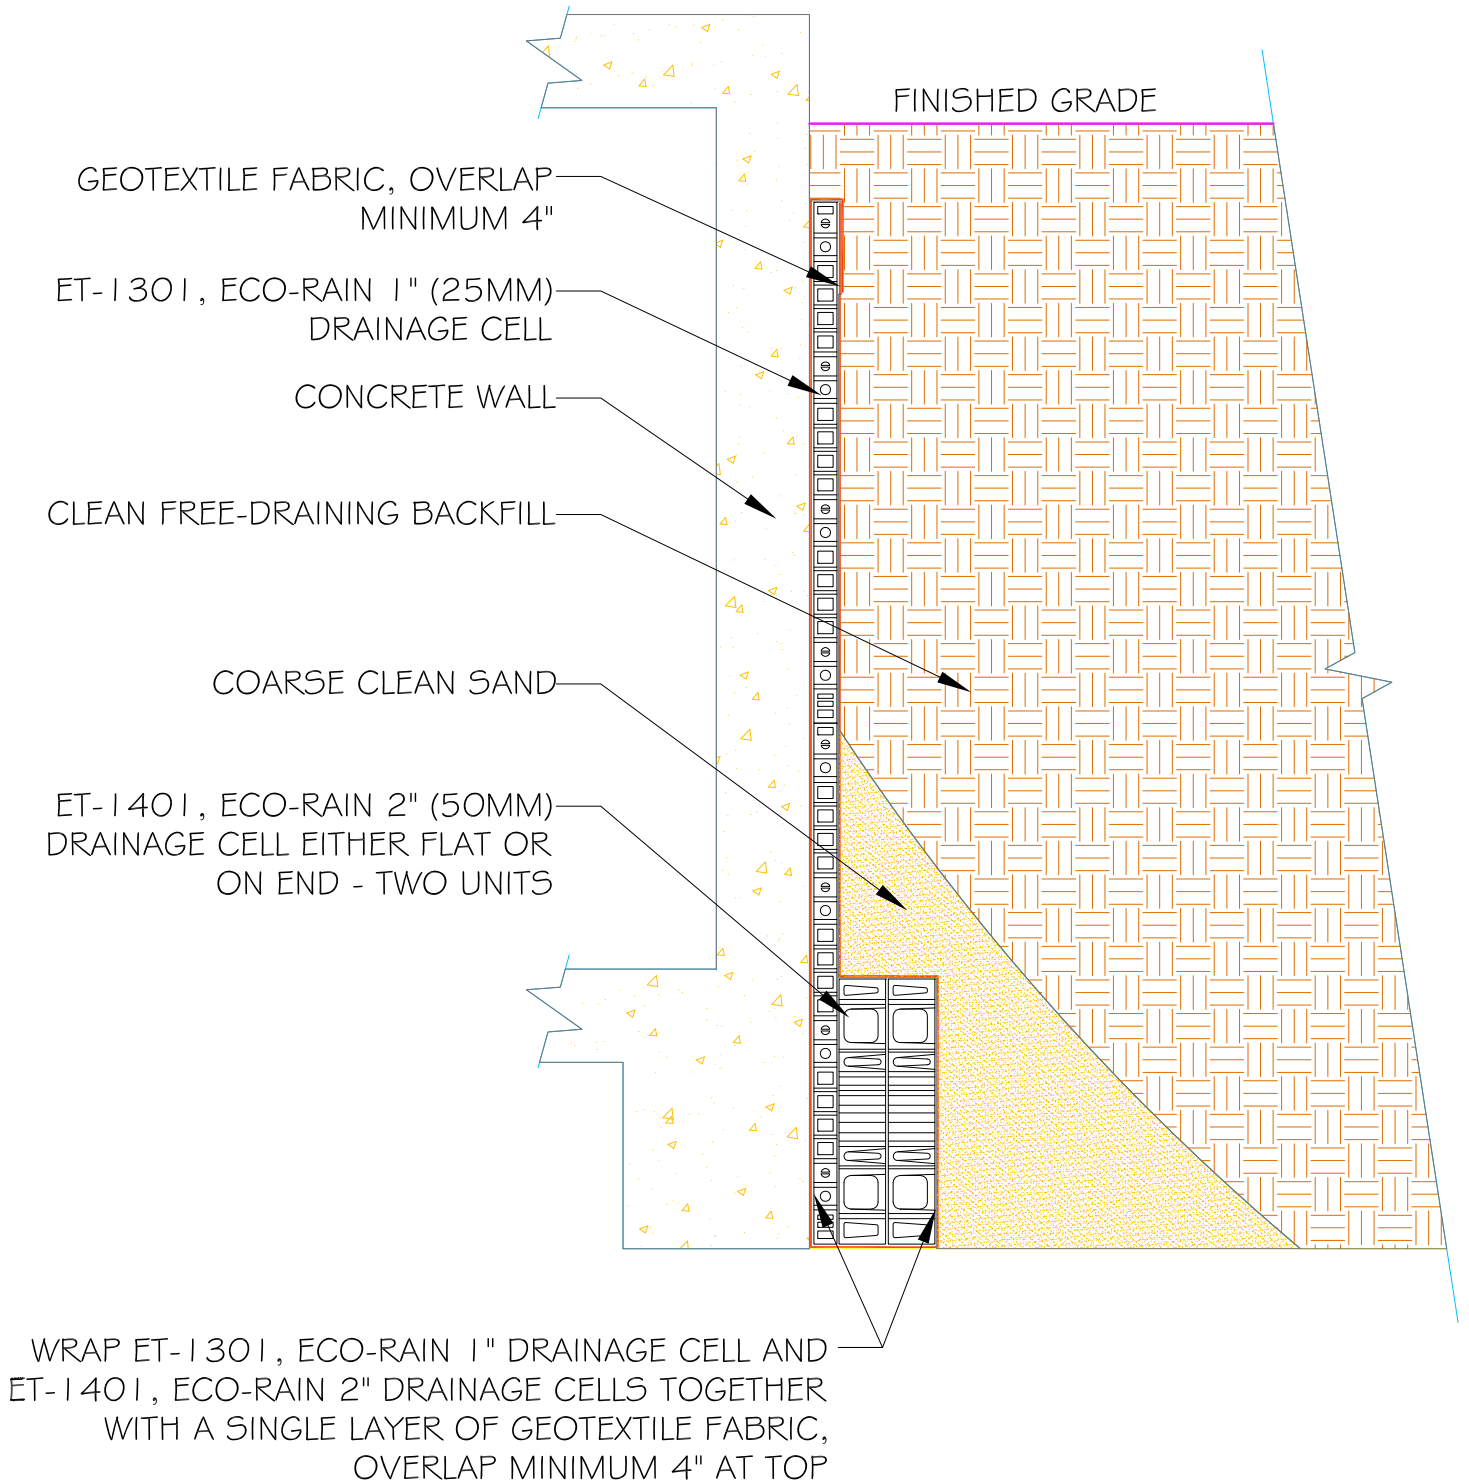 FINISHED GRADE
GEOTEXTILE FABRIC, OVERLAP
MINIMUM 4"
ET-1301, ECO-RAIN 1" (25MM)
DRAINAGE CELL
CONCRETE WALL
CLEAN FREE-DRAINING BACKFILL
COARSE CLEAN SAND
ET-1401, ECO-RAIN 2" (50MM)
DRAINAGE CELL EITHER FLAT OR
ON END - TWO UNITS
WRAP ET-1301, ECO-RAIN 1" DRAINAGE CELL AND
ET-1401, ECO-RAIN 2" DRAINAGE CELLS TOGETHER
WITH A SINGLE LAYER OF GEOTEXTILE FABRIC,
OVERLAP MINIMUM 4" AT TOP